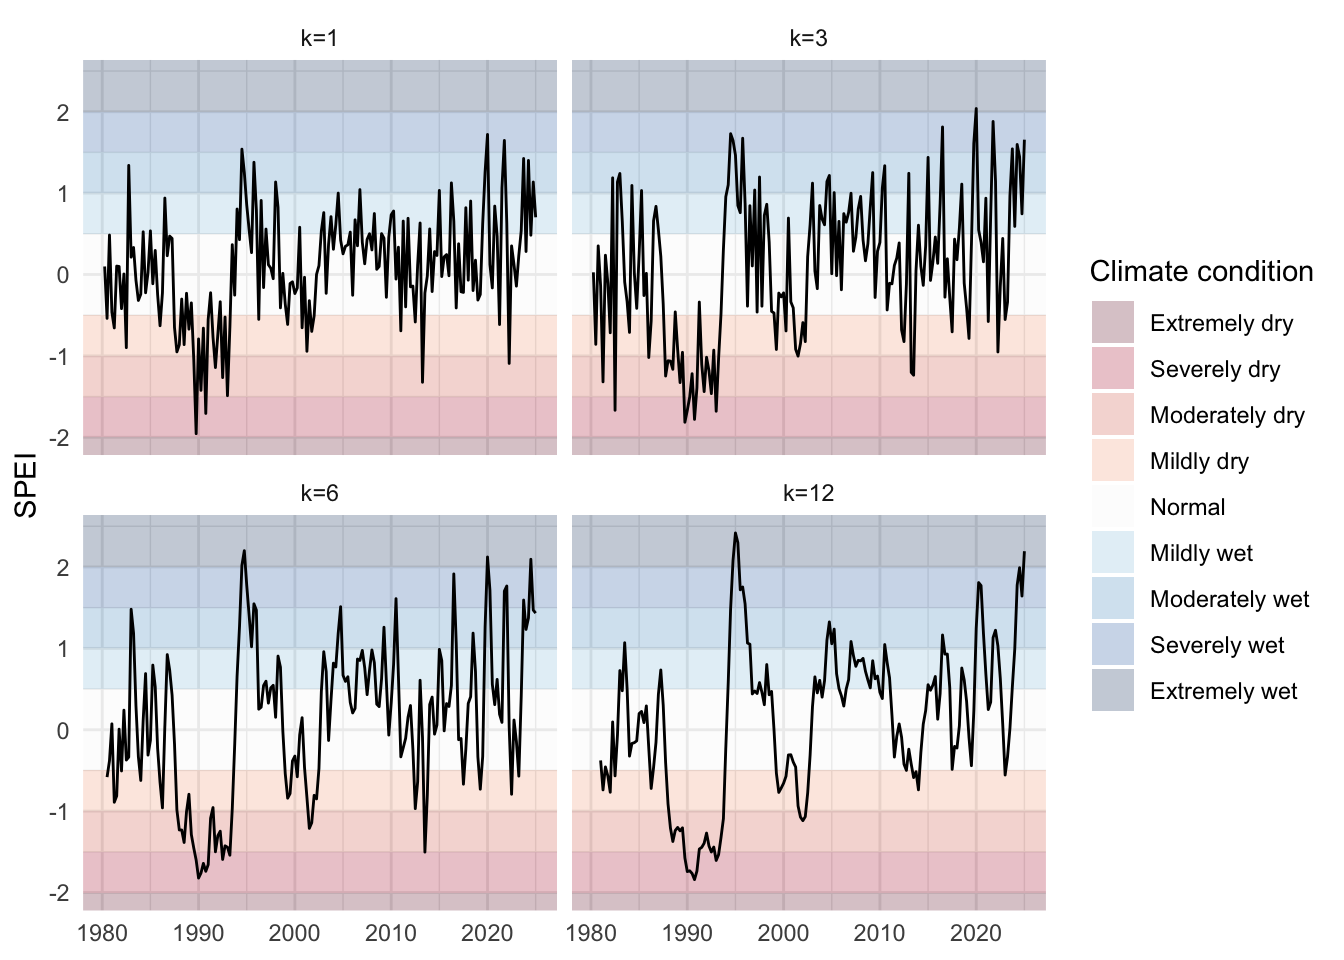 k=1
k=3
2
1
0
-1
-2
k=6
k=12
2
1
0
-1
-2
1980
1990
2000
2010
2020
1980
1990
2000
2010
2020
SPEI
Climate condition
Extremely dry
Severely dry
Moderately dry
Mildly dry
Normal
Mildly wet
Moderately wet
Severely wet
Extremely wet